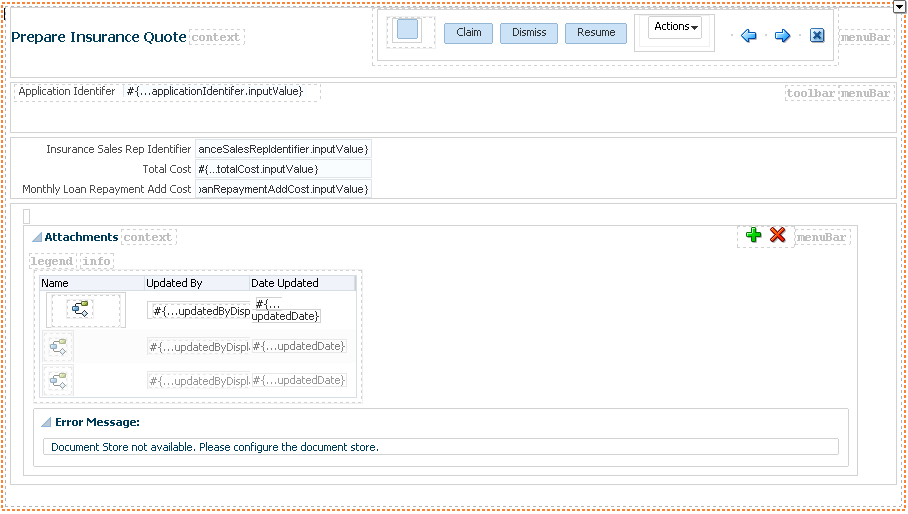 Prepare Insurance Quote context Claim Dismiss Resume Actions menuBar
Application Identifer #{...applicationIdentifer.inputValue} toolbar menuBar
Insurance Sales Rep Identifier anceSalesRepIdentifier.inputValue}
Total Cost #{...totalCost.inputValue}
Monthly Loan Repayment Add Cost oanRepaymentAddCost.inputValue}
Attachments context menuBar
legend info
Name Updated By Date Updated
#{...updatedByDisp #{...
updatedDate}
#{...updatedByDispl #{...updatedDate}
#{...updatedByDispl #{...updatedDate}
Error Message:
Document Store not available. Please configure the document store.